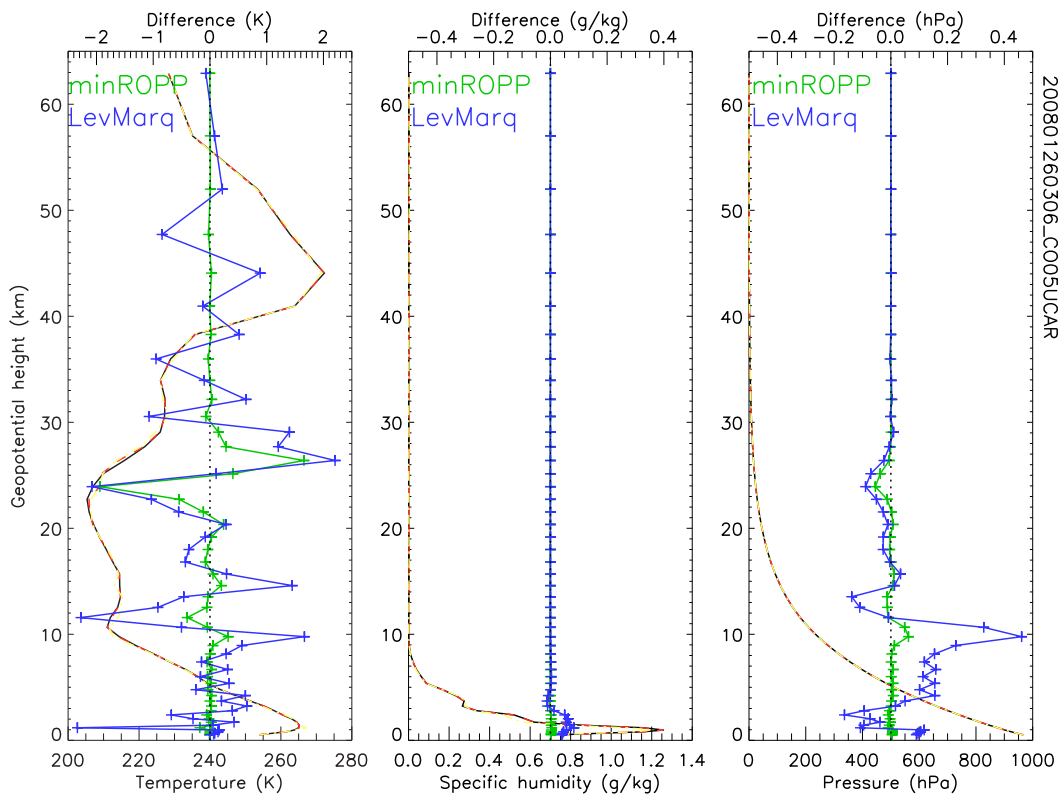 Difference (K)
-2 -1 0 1 2
minROPP
LevMarq
Geopotential height (km)
60
50
40
30
20
10
0
200 220 240 260 280
Temperature (K)
Difference (g/kg)
-0.4 -0.2 0.0 0.2 0.4
minROPP
LevMarq
60
50
40
30
20
10
0
0.0 0.2 0.4 0.6 0.8 1.0 1.2 1.4
Specific humidity (g/kg)
Difference (hPa)
-0.4 -0.2 0.0 0.2 0.4
minROPP
LevMarq
60
50
40
30
20
10
0
0 200 400 600 800 1000
Pressure (hPa)
200801260306_C005UCAR